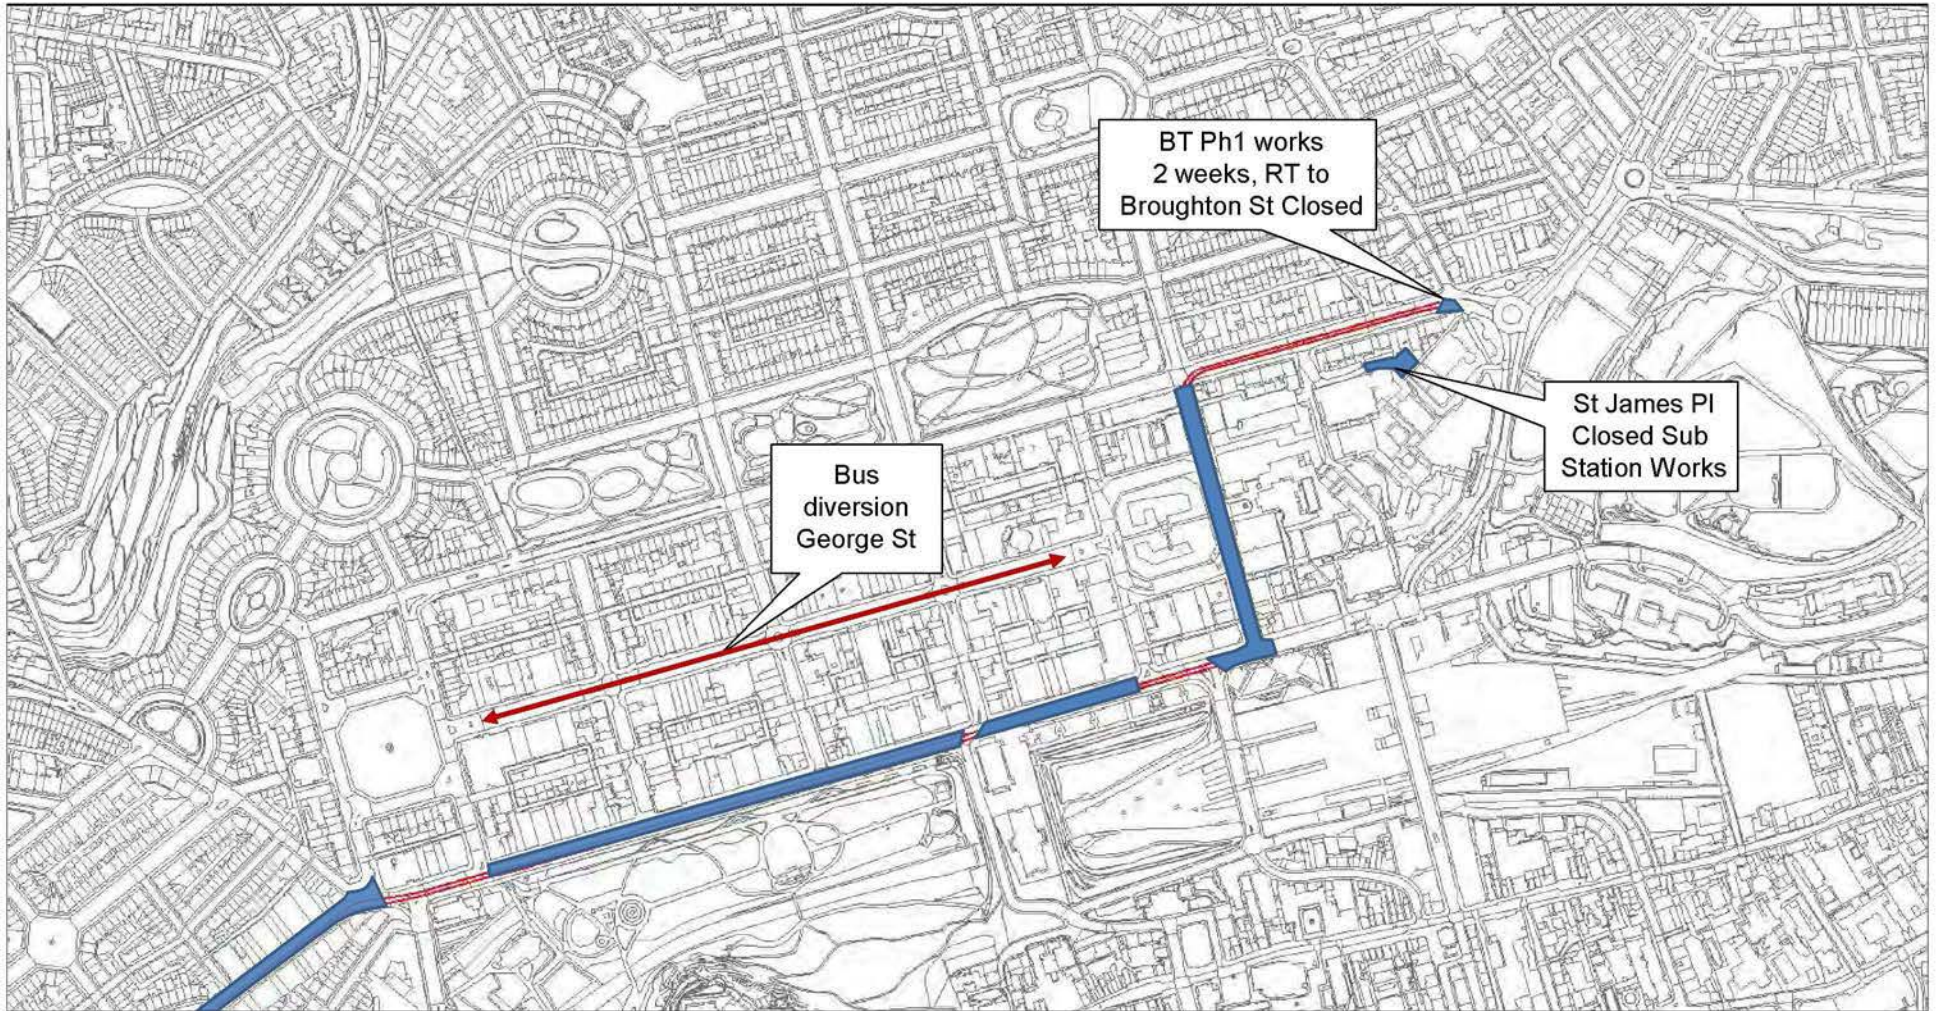 BT Ph1 works
2 weeks, RT to
Broughton St Closed
St James Pl
Closed Sub
Station Works
Bus
diversion
George St